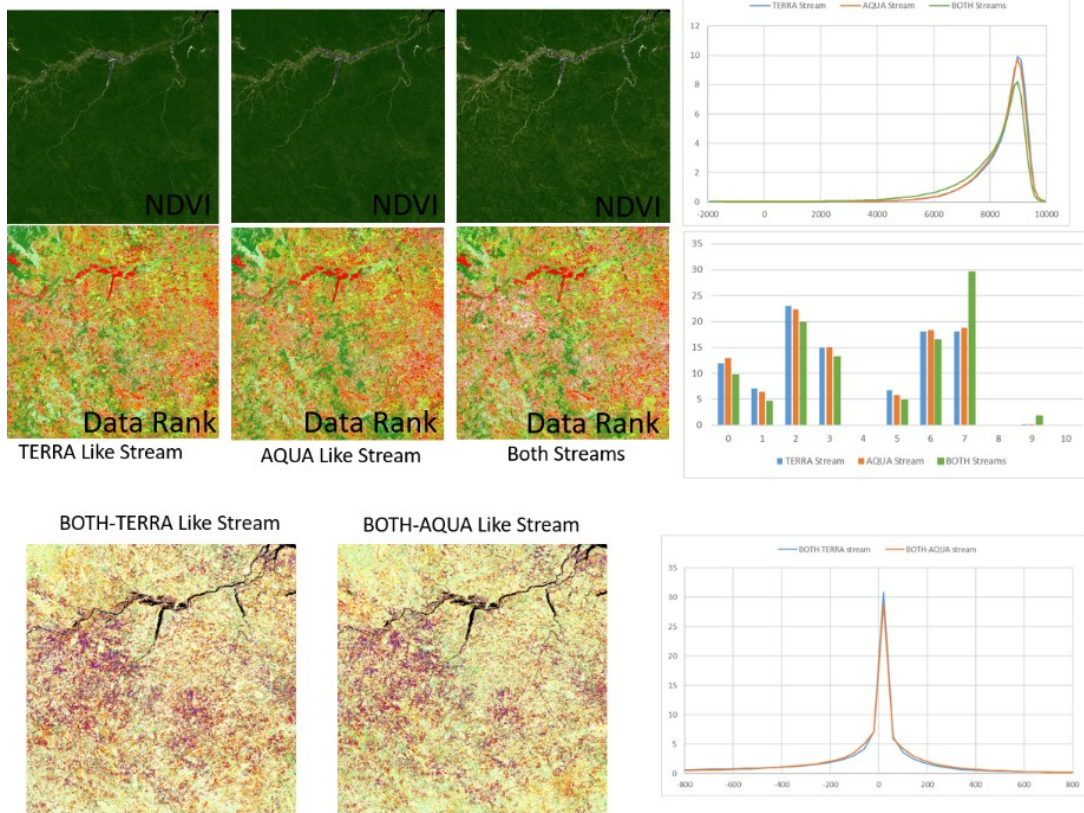 NDVI
NDVI
NDVI
TERRA Stream AQUA Stream BOTH Streams
12
10
8
6
4
2
0
-2000 0 2000 4000 6000 8000 10000
Data Rank
Data Rank
Data Rank
TERRA Like Stream
AQUA Like Stream
Both Streams
35
30
25
20
15
10
5
0
0 1 2 3 4 5 6 7 8 9 10
TERRA Stream AQUA Stream BOTH Streams
BOTH-TERRA Like Stream
BOTH-AQUA Like Stream
BOTH-TERRA stream BOTH-AQUA stream
35
30
25
20
15
10
5
0
-800 -600 -400 -200 0 200 400 600 800